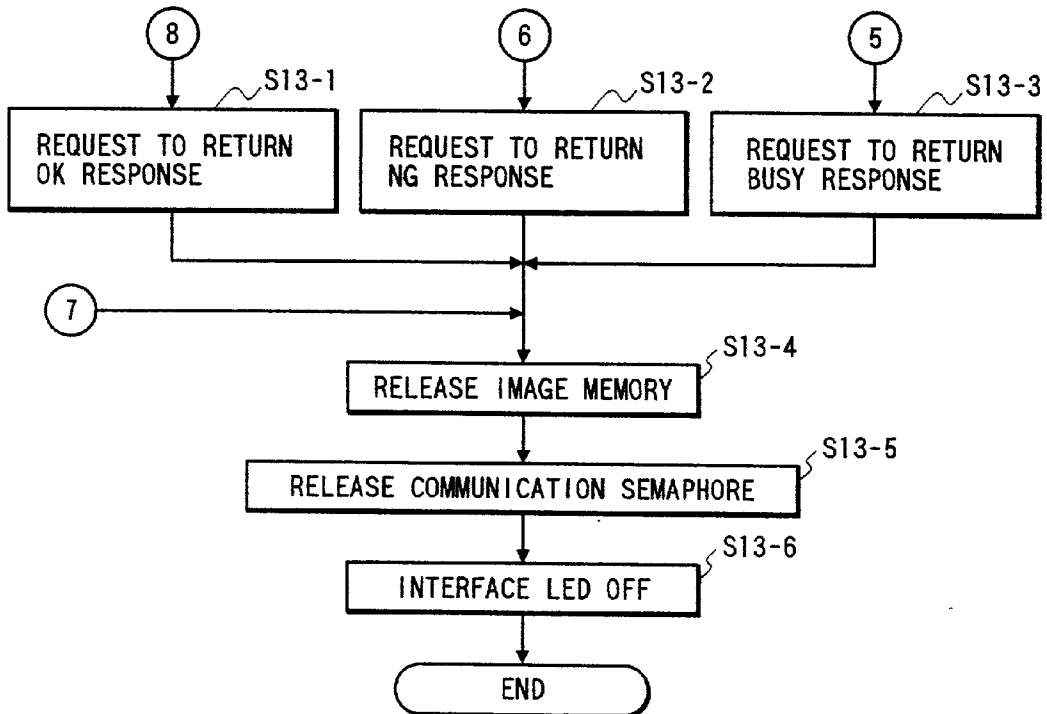 8
6
5
S13-1
S13-2
S13-3
REQUEST TO RETURN
OK RESPONSE
REQUEST TO RETURN
NG RESPONSE
REQUEST TO RETURN
BUSY RESPONSE
7
S13-4
RELEASE IMAGE MEMORY
S13-5
RELEASE COMMUNICATION SEMAPHORE
S13-6
INTERFACE LED OFF
END